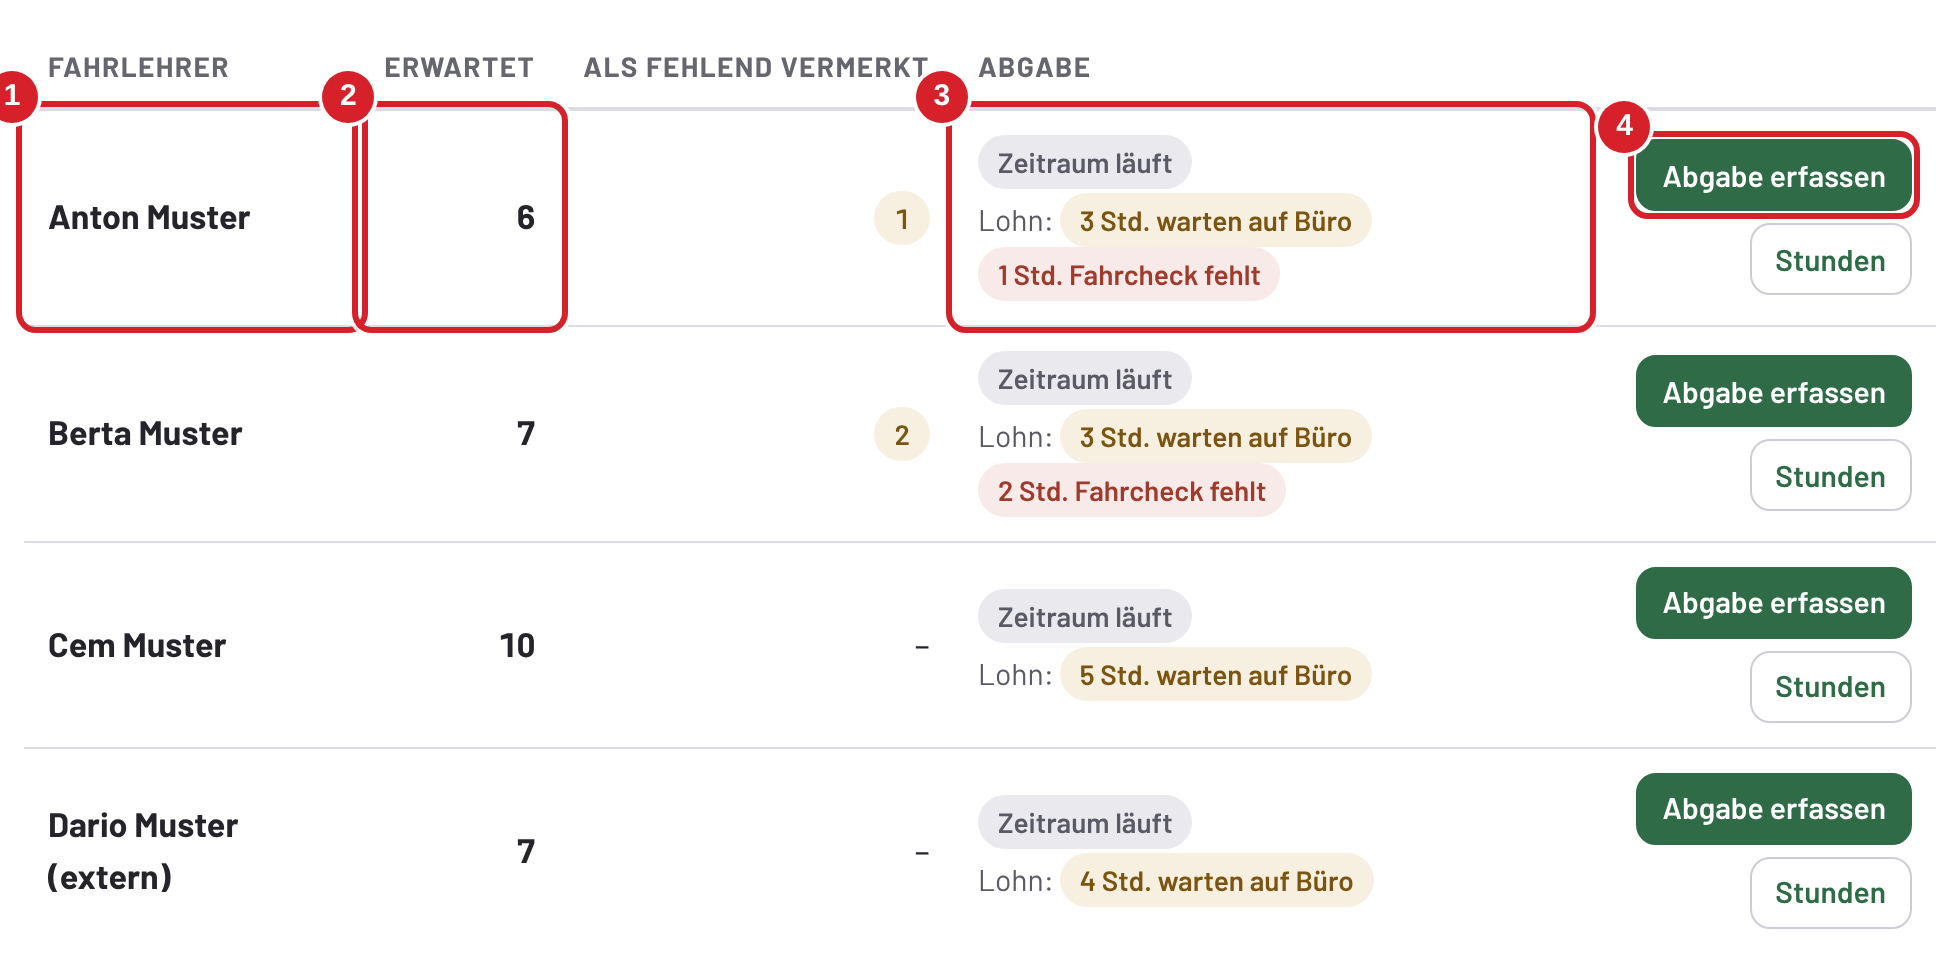 FAHRLEHRER ERWARTET ALS FEHLEND VERMERKT ABGABE
1 2 3 4
Zeitraum läuft Abgabe erfassen
Anton Muster 6 1 Lohn: 3 Std. warten auf Büro
1 Std. Fahrcheck fehlt Stunden
Zeitraum läuft Abgabe erfassen
Berta Muster 7 2 Lohn: 3 Std. warten auf Büro
2 Std. Fahrcheck fehlt Stunden
Zeitraum läuft Abgabe erfassen
Cem Muster 10 – Lohn: 5 Std. warten auf Büro Stunden
Zeitraum läuft Abgabe erfassen
Dario Muster
(extern) 7 – Lohn: 4 Std. warten auf Büro Stunden